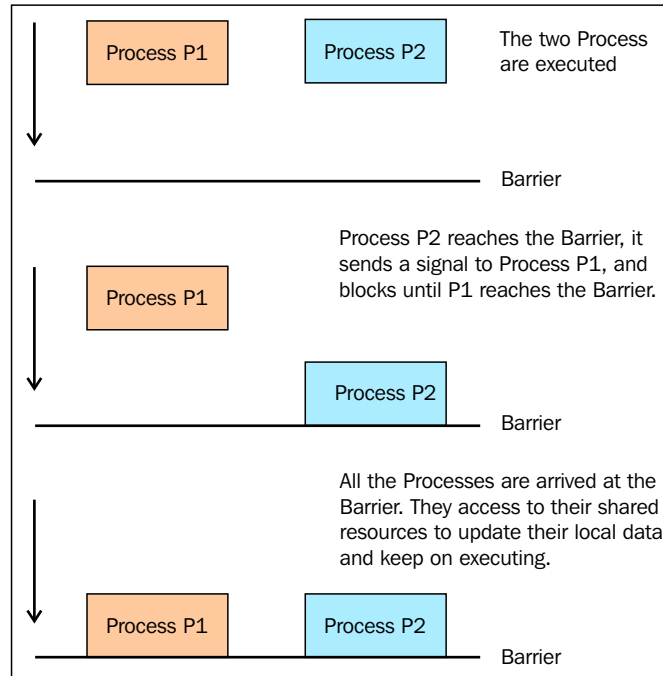 Process P1
Process P2
The two Process
are executed
Barrier
Process P2 reaches the Barrier, it
sends a signal to Process P1, and
blocks until P1 reaches the Barrier.
Process P1
Process P2
Barrier
All the Processes are arrived at the
Barrier. They access to their shared
resources to update their local data
and keep on executing.
Process P1
Process P2
Barrier